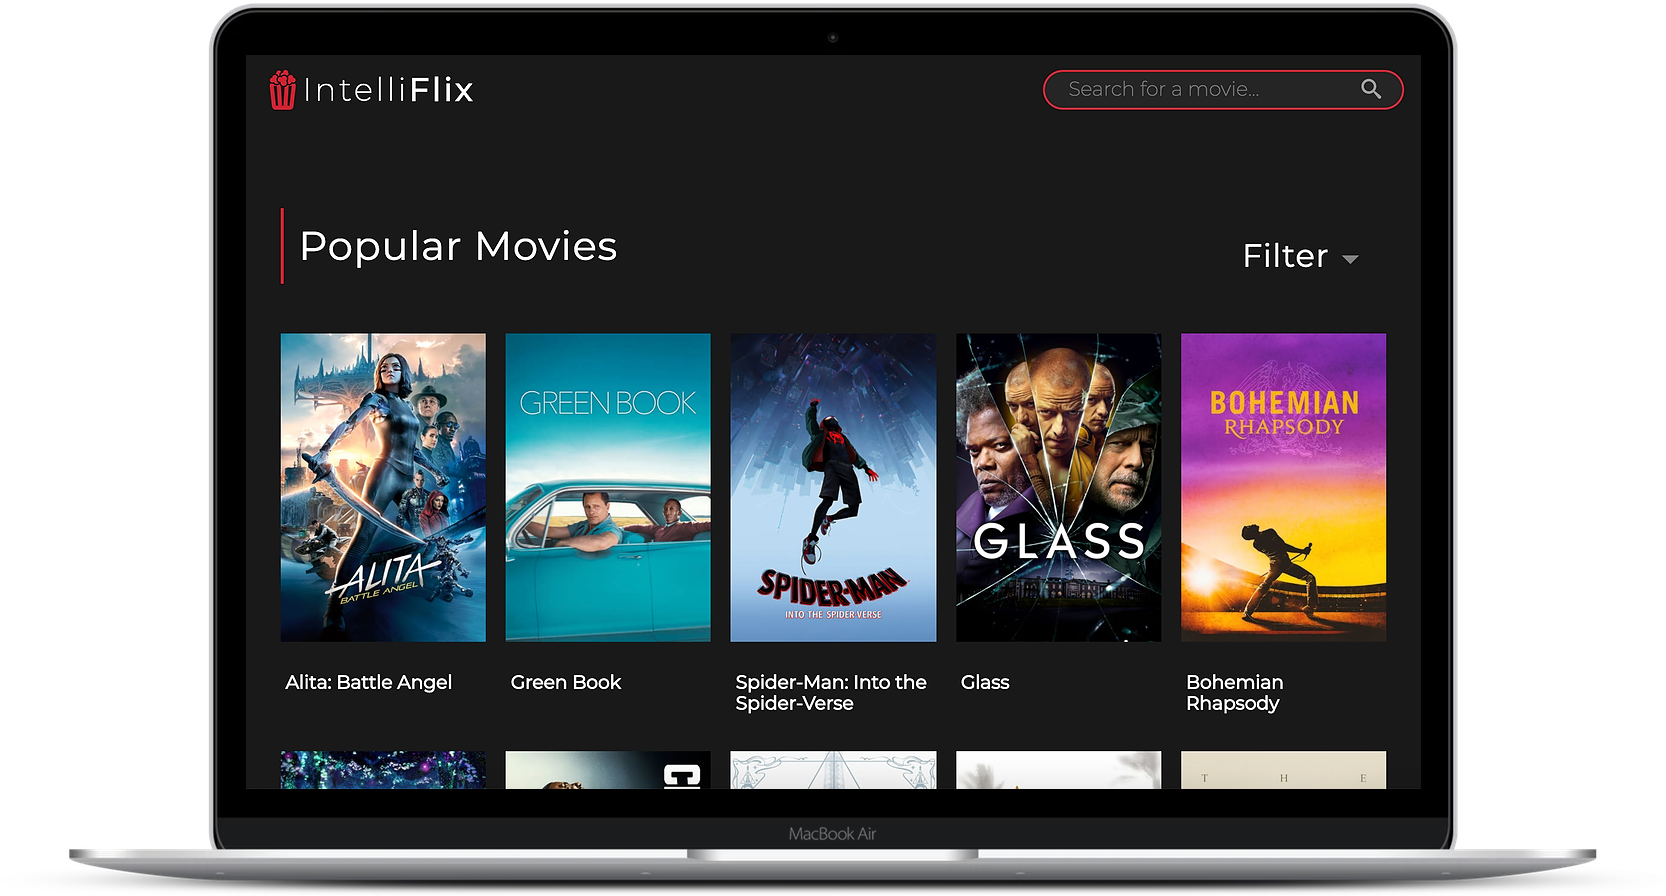 IntelliFlix
Search for a movie...
Popular Movies
Filter
GREEN BOOK
BOHEMIAN
RHAPSODY
GLASS
ALITA
BATTLE ANGEL
SPIDER-MAN
INTO THE SPIDER-VERSE
Alita: Battle Angel
Green Book
Spider-Man: Into the
Spider-Verse
Glass
Bohemian
Rhapsody
THE
MacBook Air